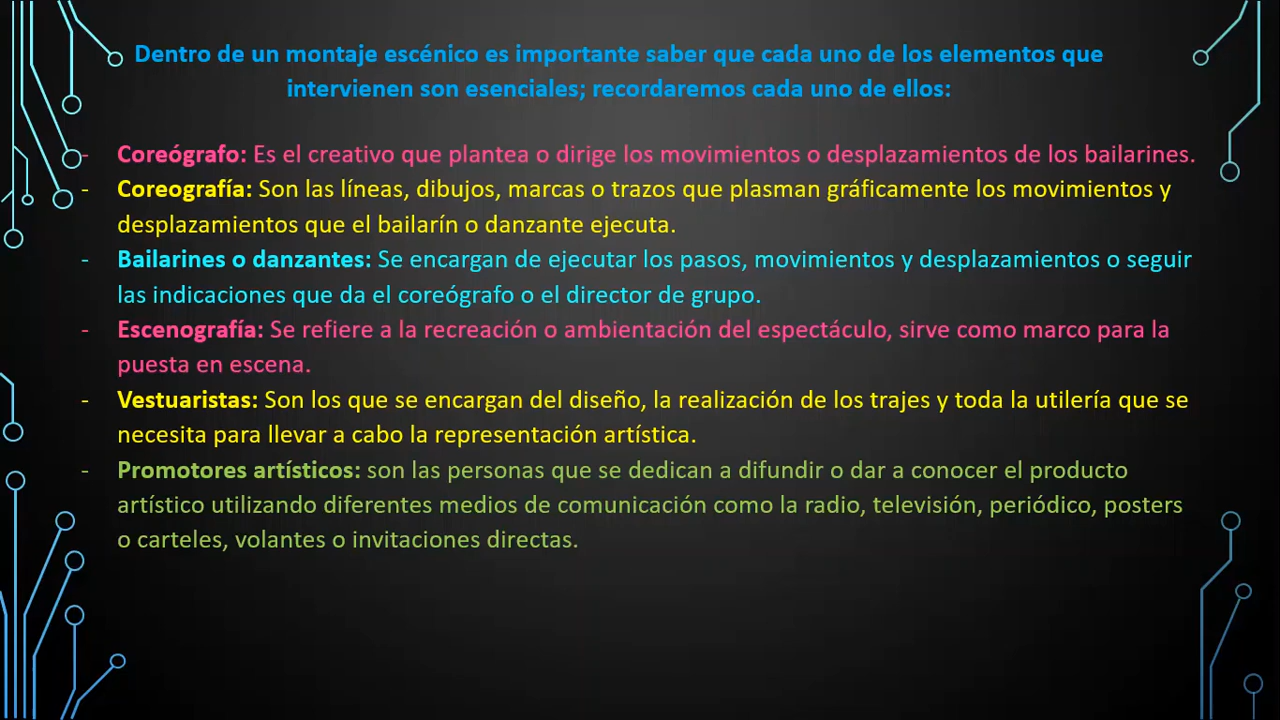 Dentro de un montaje escénico es importante saber que cada uno de los elementos que
intervienen son esenciales; recordaremos cada uno de ellos:
- Coreógrafo: Es el creativo que plantea o dirige los movimientos o desplazamientos de los bailarines.
- Coreografía: Son las líneas, dibujos, marcas o trazos que plasman gráficamente los movimientos y
desplazamientos que el bailarín o danzante ejecuta.
- Bailarines o danzantes: Se encargan de ejecutar los pasos, movimientos y desplazamientos o seguir
las indicaciones que da el coreógrafo o el director de grupo.
- Escenografía: Se refiere a la recreación o ambientación del espectáculo, sirve como marco para la
puesta en escena.
- Vestuaristas: Son los que se encargan del diseño, la realización de los trajes y toda la utilería que se
necesita para llevar a cabo la representación artística.
- Promotores artísticos: son las personas que se dedican a difundir o dar a conocer el producto
artístico utilizando diferentes medios de comunicación como la radio, televisión, periódico, posters
o carteles, volantes o invitaciones directas.